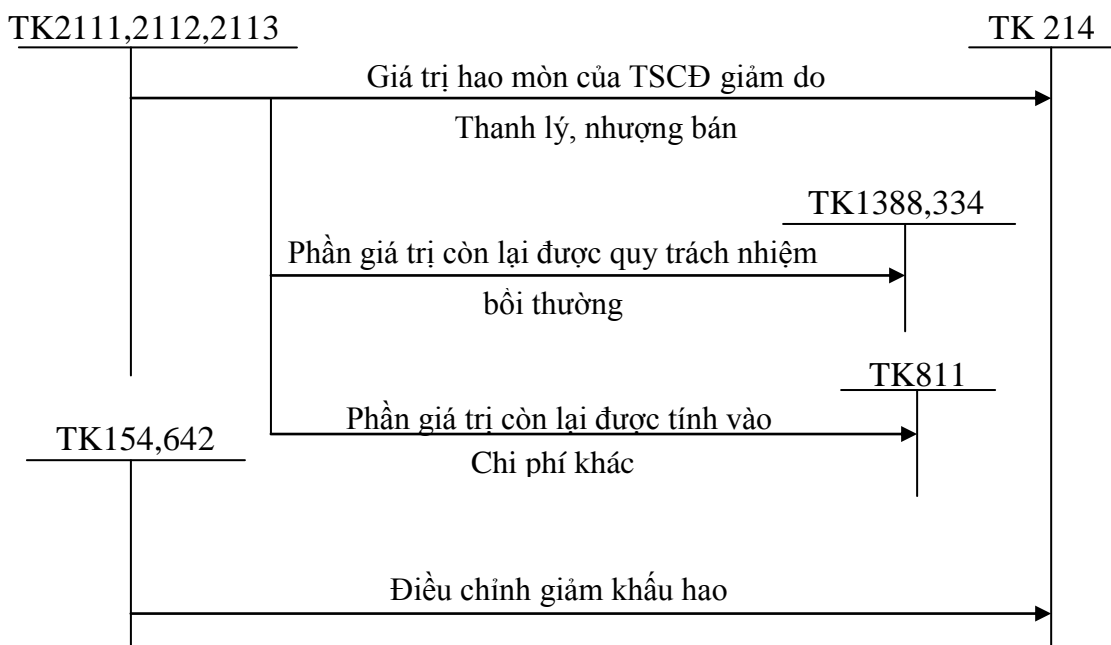 TK2111,2112,2113
TK 214
Giá trị hao mòn của TSCĐ giảm do
Thanh lý, nhượng bán
TK1388,334
Phần giá trị còn lại được quy trách nhiệm
bồi thường
TK811
Phần giá trị còn lại được tính vào
TK154,642
Chi phí khác
Điều chỉnh giảm khấu hao